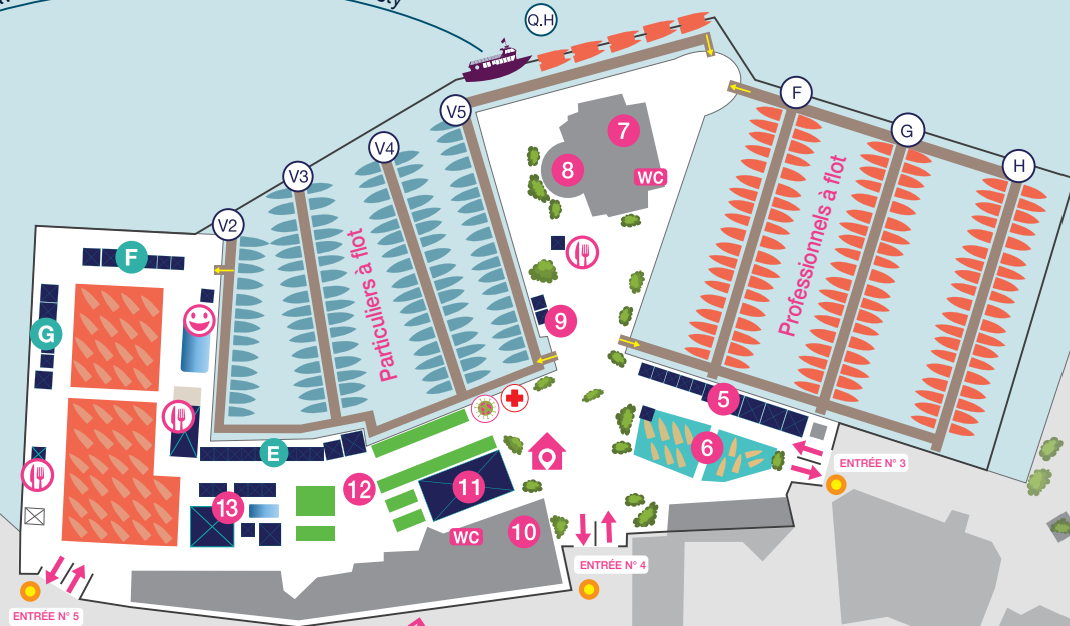 Q.H
F
7
V5
G
V4
8
WC
H
V3
V2
F
Particuliers à flot
Professionnels à flot
9
G
5
E
6
ENTRÉE N° 3
12
11
13
WC
10
ENTRÉE N° 4
ENTRÉE N° 5